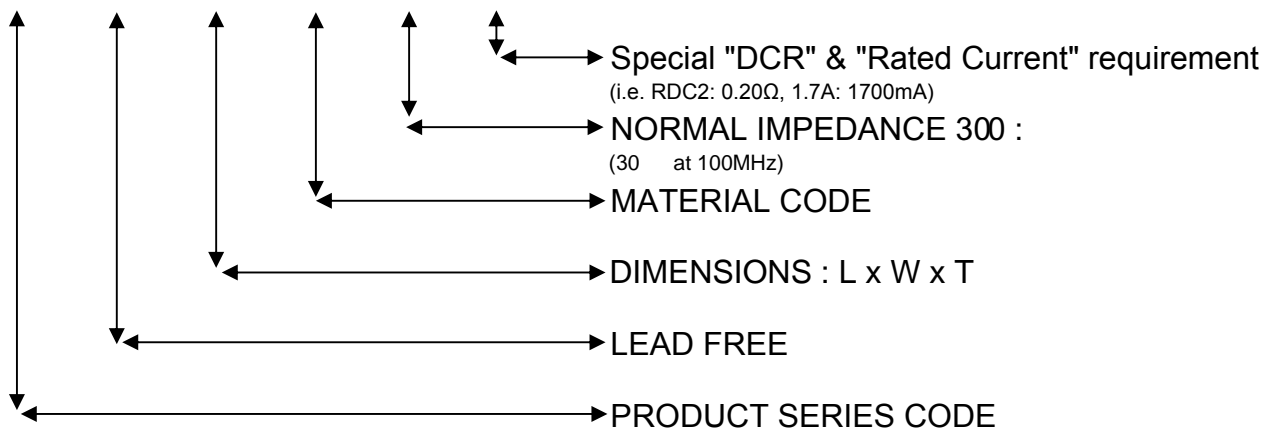 Special "DCR" & "Rated Current" requirement
(i.e. RDC2: 0.20Ω, 1.7A: 1700mA)
NORMAL IMPEDANCE 300 :
(30 at 100MHz)
MATERIAL CODE
DIMENSIONS : L x W x T
LEAD FREE
PRODUCT SERIES CODE